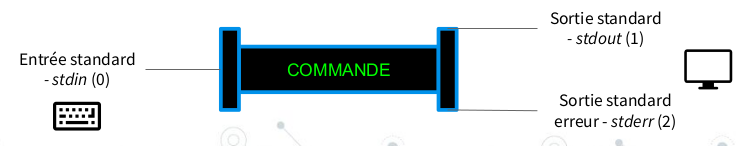 Entrée standard
- stdin (0)
COMMANDE
Sortie standard
- stdout (1)
Sortie standard
erreur - stderr (2)